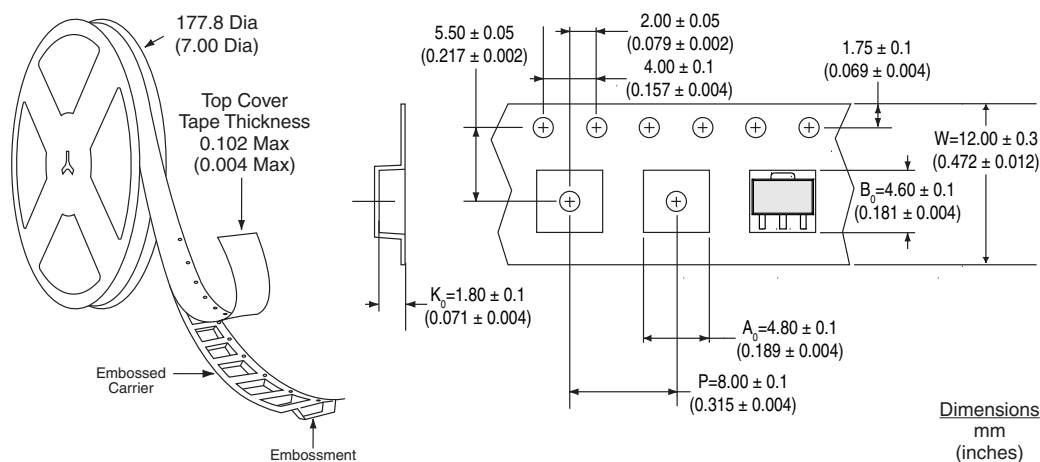 177.8 Dia
(7.00 Dia)
Top Cover
Tape Thickness
0.102 Max
(0.004 Max)
5.50 ± 0.05
(0.217 ± 0.002)
2.00 ± 0.05
(0.079 ± 0.002)
4.00 ± 0.1
(0.157 ± 0.004)
1.75 ± 0.1
(0.069 ± 0.004)
W=12.00 ± 0.3
(0.472 ± 0.012)
B0=4.60 ± 0.1
(0.181 ± 0.004)
K0=1.80 ± 0.1
(0.071 ± 0.004)
A0=4.80 ± 0.1
(0.189 ± 0.004)
P=8.00 ± 0.1
(0.315 ± 0.004)
Embossed
Carrier
Embossment
Dimensions
mm
(inches)